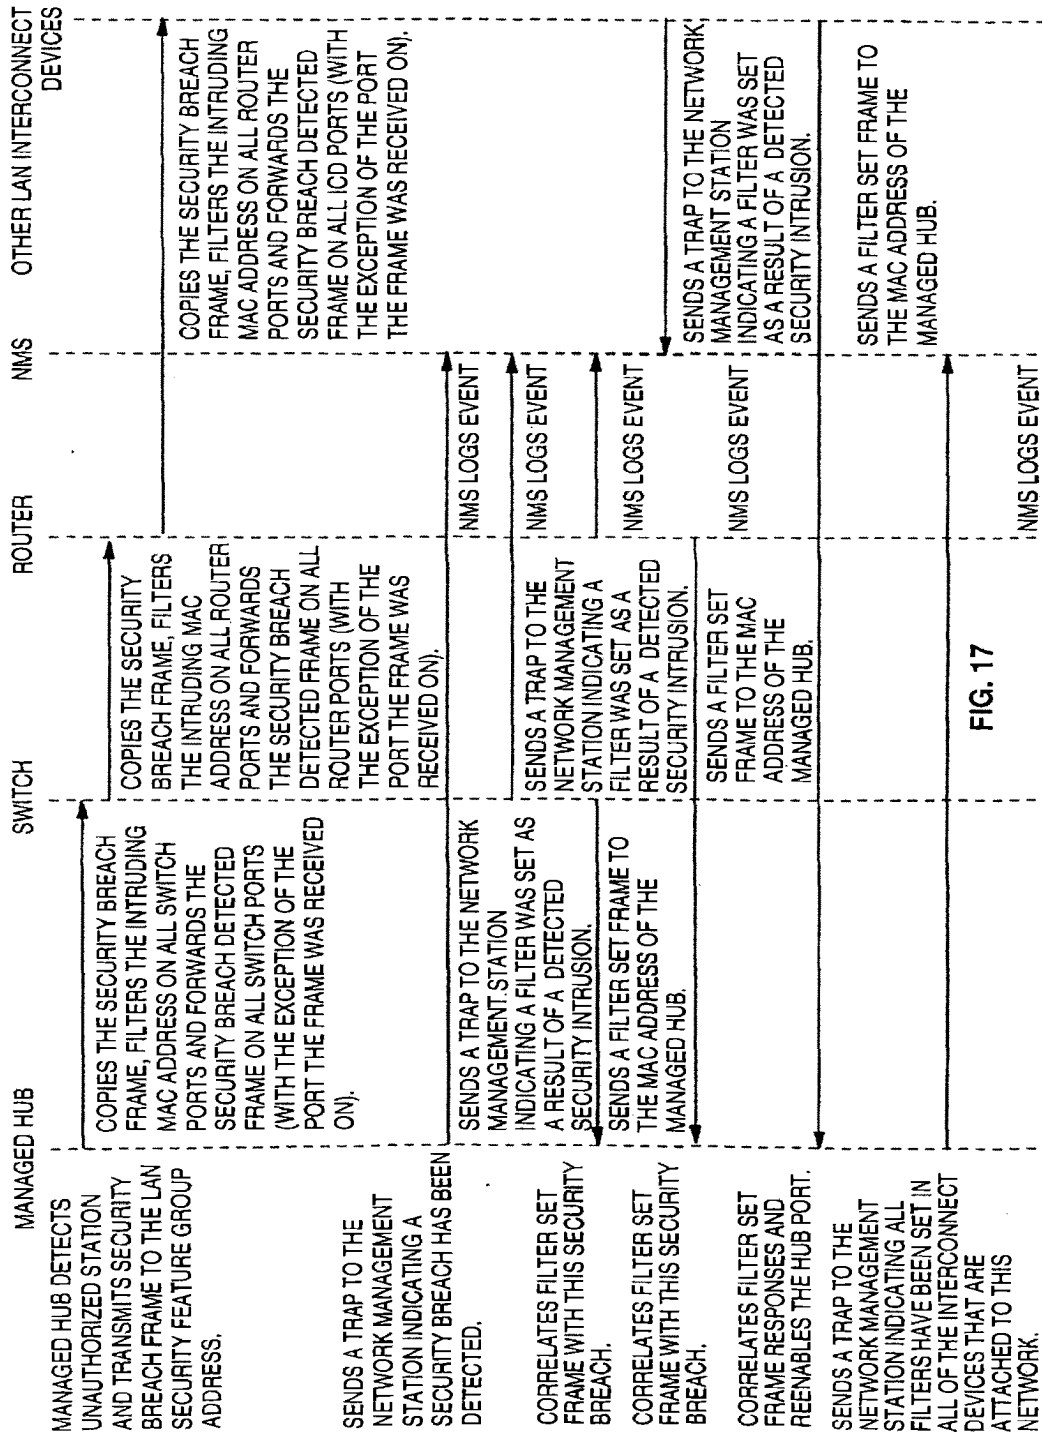 MANAGED HUB
SWITCH
ROUTER
NMS
OTHER LAN INTERCONNECT
DEVICES
MANAGED HUB DETECTS
UNAUTHORIZED STATION
AND TRANSMITS SECURITY
BREACH FRAME TO THE LAN
SECURITY FEATURE GROUP
ADDRESS.
SENDS A TRAP TO THE
NETWORK MANAGEMENT
STATION INDICATING A
SECURITY BREACH HAS BEEN
DETECTED.
CORRELATES FILTER SET
FRAME WITH THIS SECURITY
BREACH.
CORRELATES FILTER SET
FRAME WITH THIS SECURITY
BREACH.
CORRELATES FILTER SET
FRAME RESPONSES AND
REENABLES THE HUB PORT.
SENDS A TRAP TO THE
NETWORK MANAGEMENT
STATION INDICATING ALL
FILTERS HAVE BEEN SET IN
ALL OF THE INTERCONNECT
DEVICES THAT ARE
ATTACHED TO THIS
NETWORK.
COPIES THE SECURITY BREACH
FRAME, FILTERS THE INTRUDING
MAC ADDRESS ON ALL SWITCH
PORTS AND FORWARDS THE
SECURITY BREACH DETECTED
FRAME ON ALL SWITCH PORTS
(WITH THE EXCEPTION OF THE
PORT THE FRAME WAS RECEIVED
ON).
SENDS A TRAP TO THE NETWORK
MANAGEMENT STATION
INDICATING A FILTER WAS SET AS
A RESULT OF A DETECTED
SECURITY INTRUSION.
SENDS A FILTER SET FRAME TO
THE MAC ADDRESS OF THE
MANAGED HUB.
COPIES THE SECURITY
BREACH FRAME, FILTERS
THE INTRUDING MAC
ADDRESS ON ALL ROUTER
PORTS AND FORWARDS
THE SECURITY BREACH
DETECTED FRAME ON ALL
ROUTER PORTS (WITH
THE EXCEPTION OF THE
PORT THE FRAME WAS
RECEIVED ON).
SENDS A TRAP TO THE
NETWORK MANAGEMENT
STATION INDICATING A
FILTER WAS SET AS A
RESULT OF A DETECTED
SECURITY INTRUSION.
SENDS A FILTER SET
FRAME TO THE MAC
ADDRESS OF THE
MANAGED HUB.
NMS LOGS EVENT
NMS LOGS EVENT
NMS LOGS EVENT
NMS LOGS EVENT
NMS LOGS EVENT
COPIES THE SECURITY BREACH
FRAME, FILTERS THE INTRUDING
MAC ADDRESS ON ALL ROUTER
PORTS AND FORWARDS THE
SECURITY BREACH DETECTED
FRAME ON ALL ICD PORTS (WITH
THE EXCEPTION OF THE PORT
THE FRAME WAS RECEIVED ON).
SENDS A TRAP TO THE NETWORK
MANAGEMENT STATION
INDICATING A FILTER WAS SET
AS A RESULT OF A DETECTED
SECURITY INTRUSION.
SENDS A FILTER SET FRAME TO
THE MAC ADDRESS OF THE
MANAGED HUB.
FIG. 17